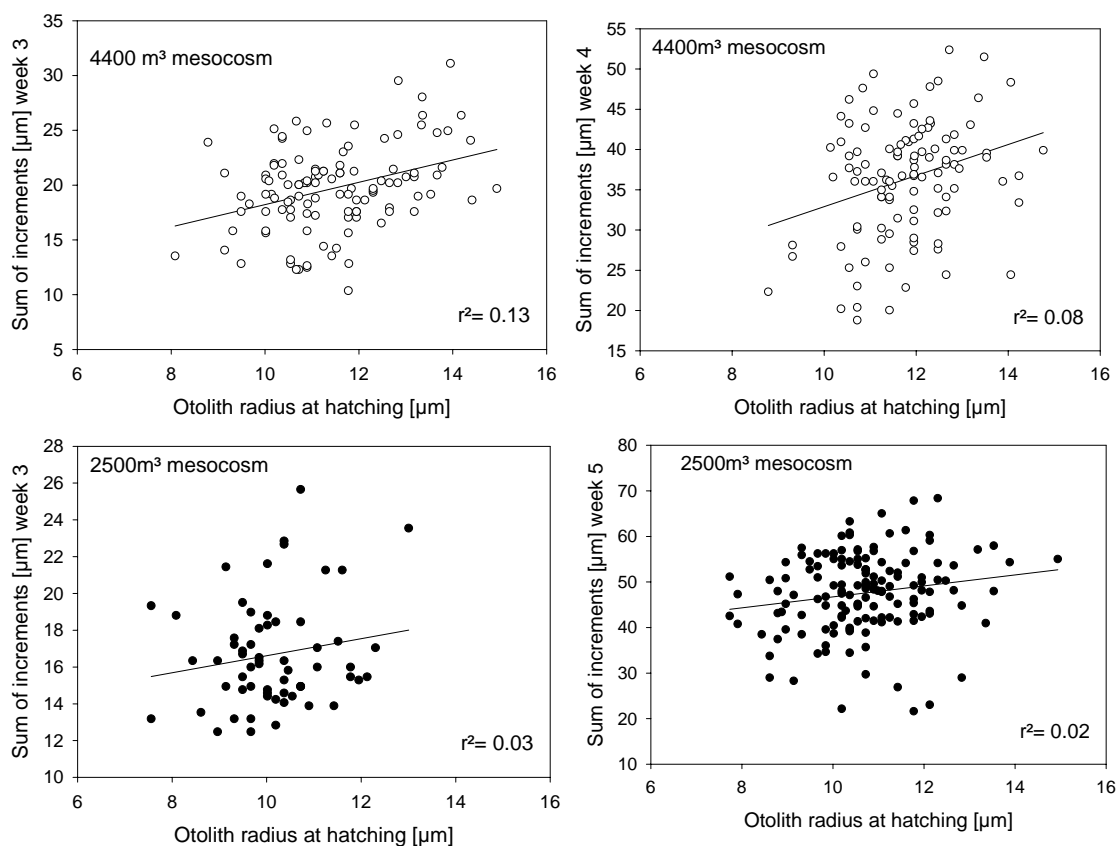 4400 m³ mesocosm
Sum of increments [µm] week 3
35
30
25
20
15
10
5
r²= 0.13
6 8 10 12 14 16
Otolith radius at hatching [µm]
4400m³ mesocosm
Sum of increments [µm] week 4
55
50
45
40
35
30
25
20
15
r²= 0.08
6 8 10 12 14 16
Otolith radius at hatching [µm]
2500m³ mesocosm
Sum of increments [µm] week 3
28
26
24
22
20
18
16
14
12
10
r²= 0.03
6 8 10 12 14 16
Otolith radius at hatching [µm]
2500m³ mesocosm
Sum of increments [µm] week 5
80
70
60
50
40
30
20
10
r²= 0.02
6 8 10 12 14 16
Otolith radius at hatching [µm]